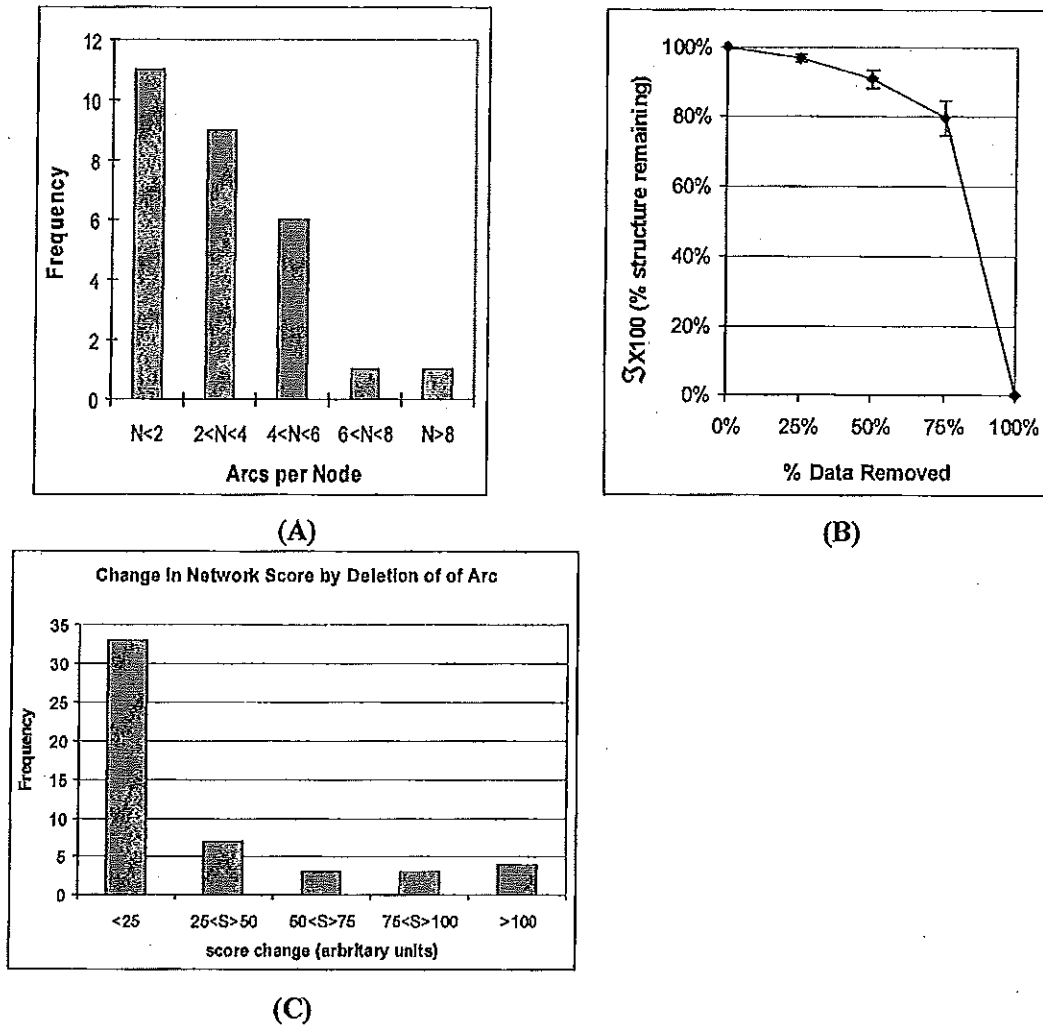 12
10
8
6
4
2
0
Frequency
N<2 2<N<4 4<N<6 6<N<8 N>8
Arcs per Node
(A)
100%
80%
60%
40%
20%
0%
ℑX100 (% structure remaining)
0% 25% 50% 75% 100%
% Data Removed
(B)
Change in Network Score by Deletion of of Arc
35
30
25
20
15
10
5
0
Frequency
<25 25<S>50 50<S>75 75<S>100 >100
score change (arbritary units)
(C)